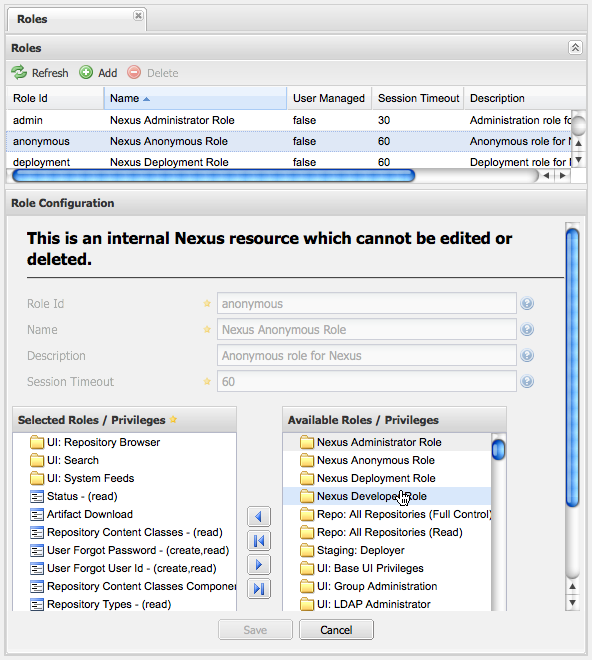 Roles
Roles
Refresh Add Delete
Role Id Name User Managed Session Timeout Description
admin Nexus Administrator Role false 30 Administration role fo
anonymous Nexus Anonymous Role false 60 Anonymous role for N
deployment Nexus Deployment Role false 60 Deployment role for
Role Configuration
This is an internal Nexus resource which cannot be edited or
deleted.
Role Id anonymous
Name Nexus Anonymous Role
Description Anonymous role for Nexus
Session Timeout 60
Selected Roles / Privileges
UI: Repository Browser
UI: Search
UI: System Feeds
Status - (read)
Artifact Download
Repository Content Classes - (read)
User Forgot Password - (create,read)
User Forgot User Id - (create,read)
Repository Content Classes Componen
Repository Types - (read)
Available Roles / Privileges
Nexus Administrator Role
Nexus Anonymous Role
Nexus Deployment Role
Nexus Developer Role
Repo: All Repositories (Full Control)
Repo: All Repositories (Read)
Staging: Deployer
UI: Base UI Privileges
UI: Group Administration
UI: LDAP Administrator
Save Cancel